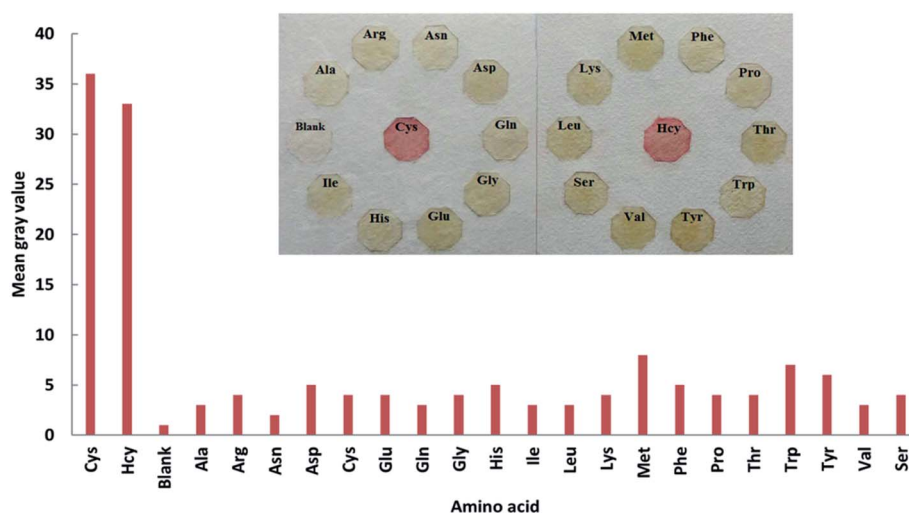 40
35
30
25
20
15
10
5
0
Mean gray value
Arg Asn
Ala Asp
Blank Cys Gln
Ile Gly
His Glu
Met Phe
Lys Pro
Leu Hcy Thr
Ser Trp
Val Tyr
Cys Hcy Blank Ala Arg Asn Asp Cys Glu Gln Gly His Ile Leu Lys Met Phe Pro Thr Trp Tyr Val Ser
Amino acid